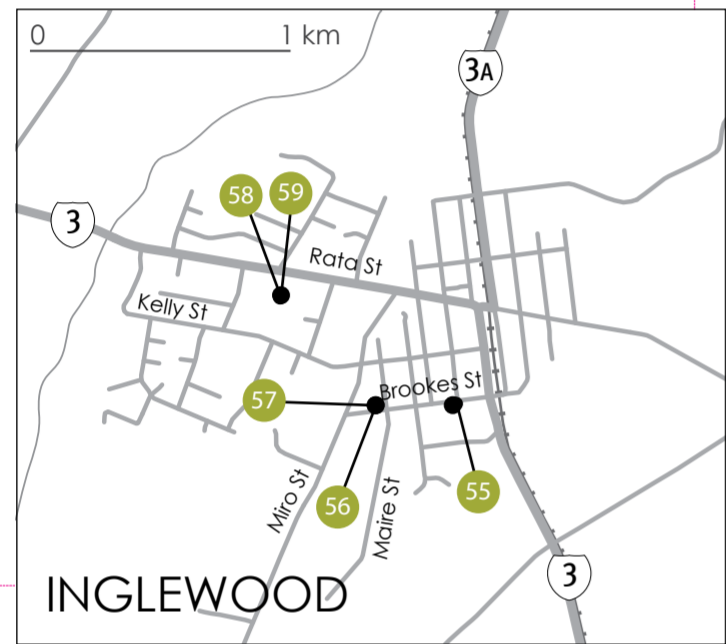 0 1 km
3A
58 59
3
Rata St
Kelly St
Brookes St
57
55
56
Miro St
Maire St
3
INGLEWOOD